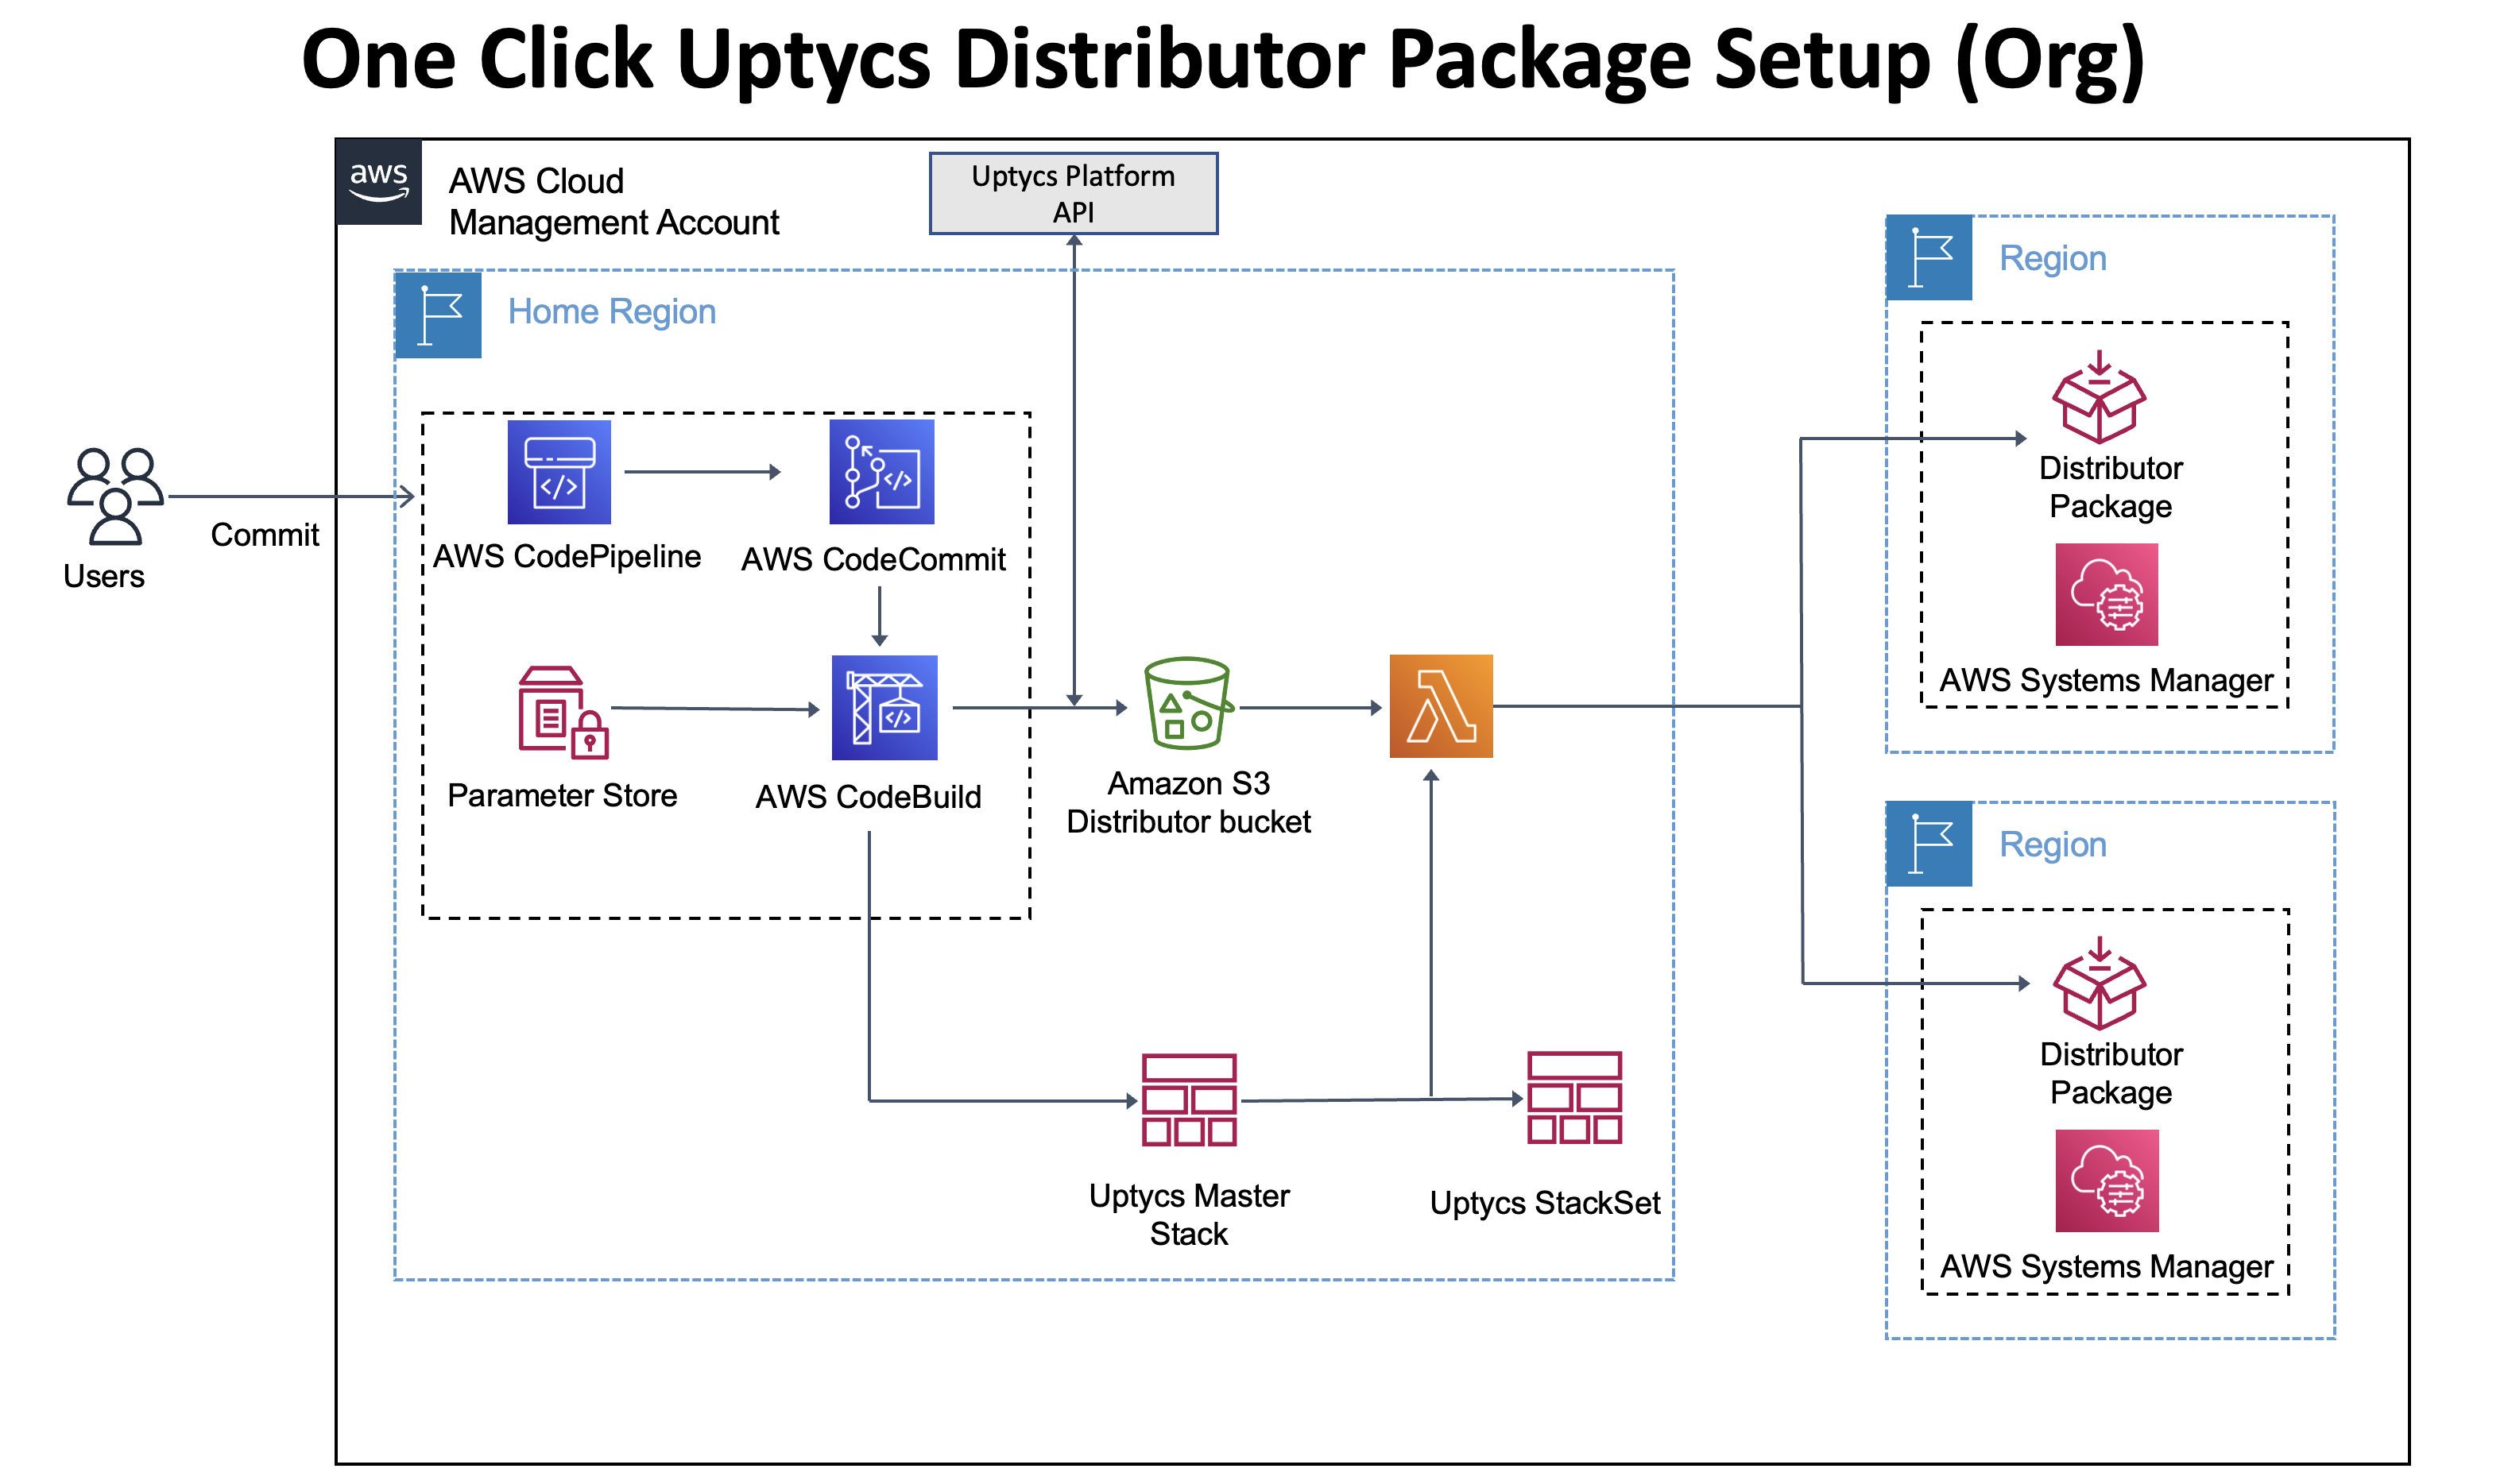 One Click Uptycs Distributor Package Setup (Org)
aws
AWS Cloud
Management Account
Uptycs Platform
API
Home Region
Region
Users
Commit
AWS CodePipeline
AWS CodeCommit
Parameter Store
AWS CodeBuild
Amazon S3
Distributor bucket
Uptycs Master
Stack
Uptycs StackSet
Distributor
Package
AWS Systems Manager
Region
Distributor
Package
AWS Systems Manager